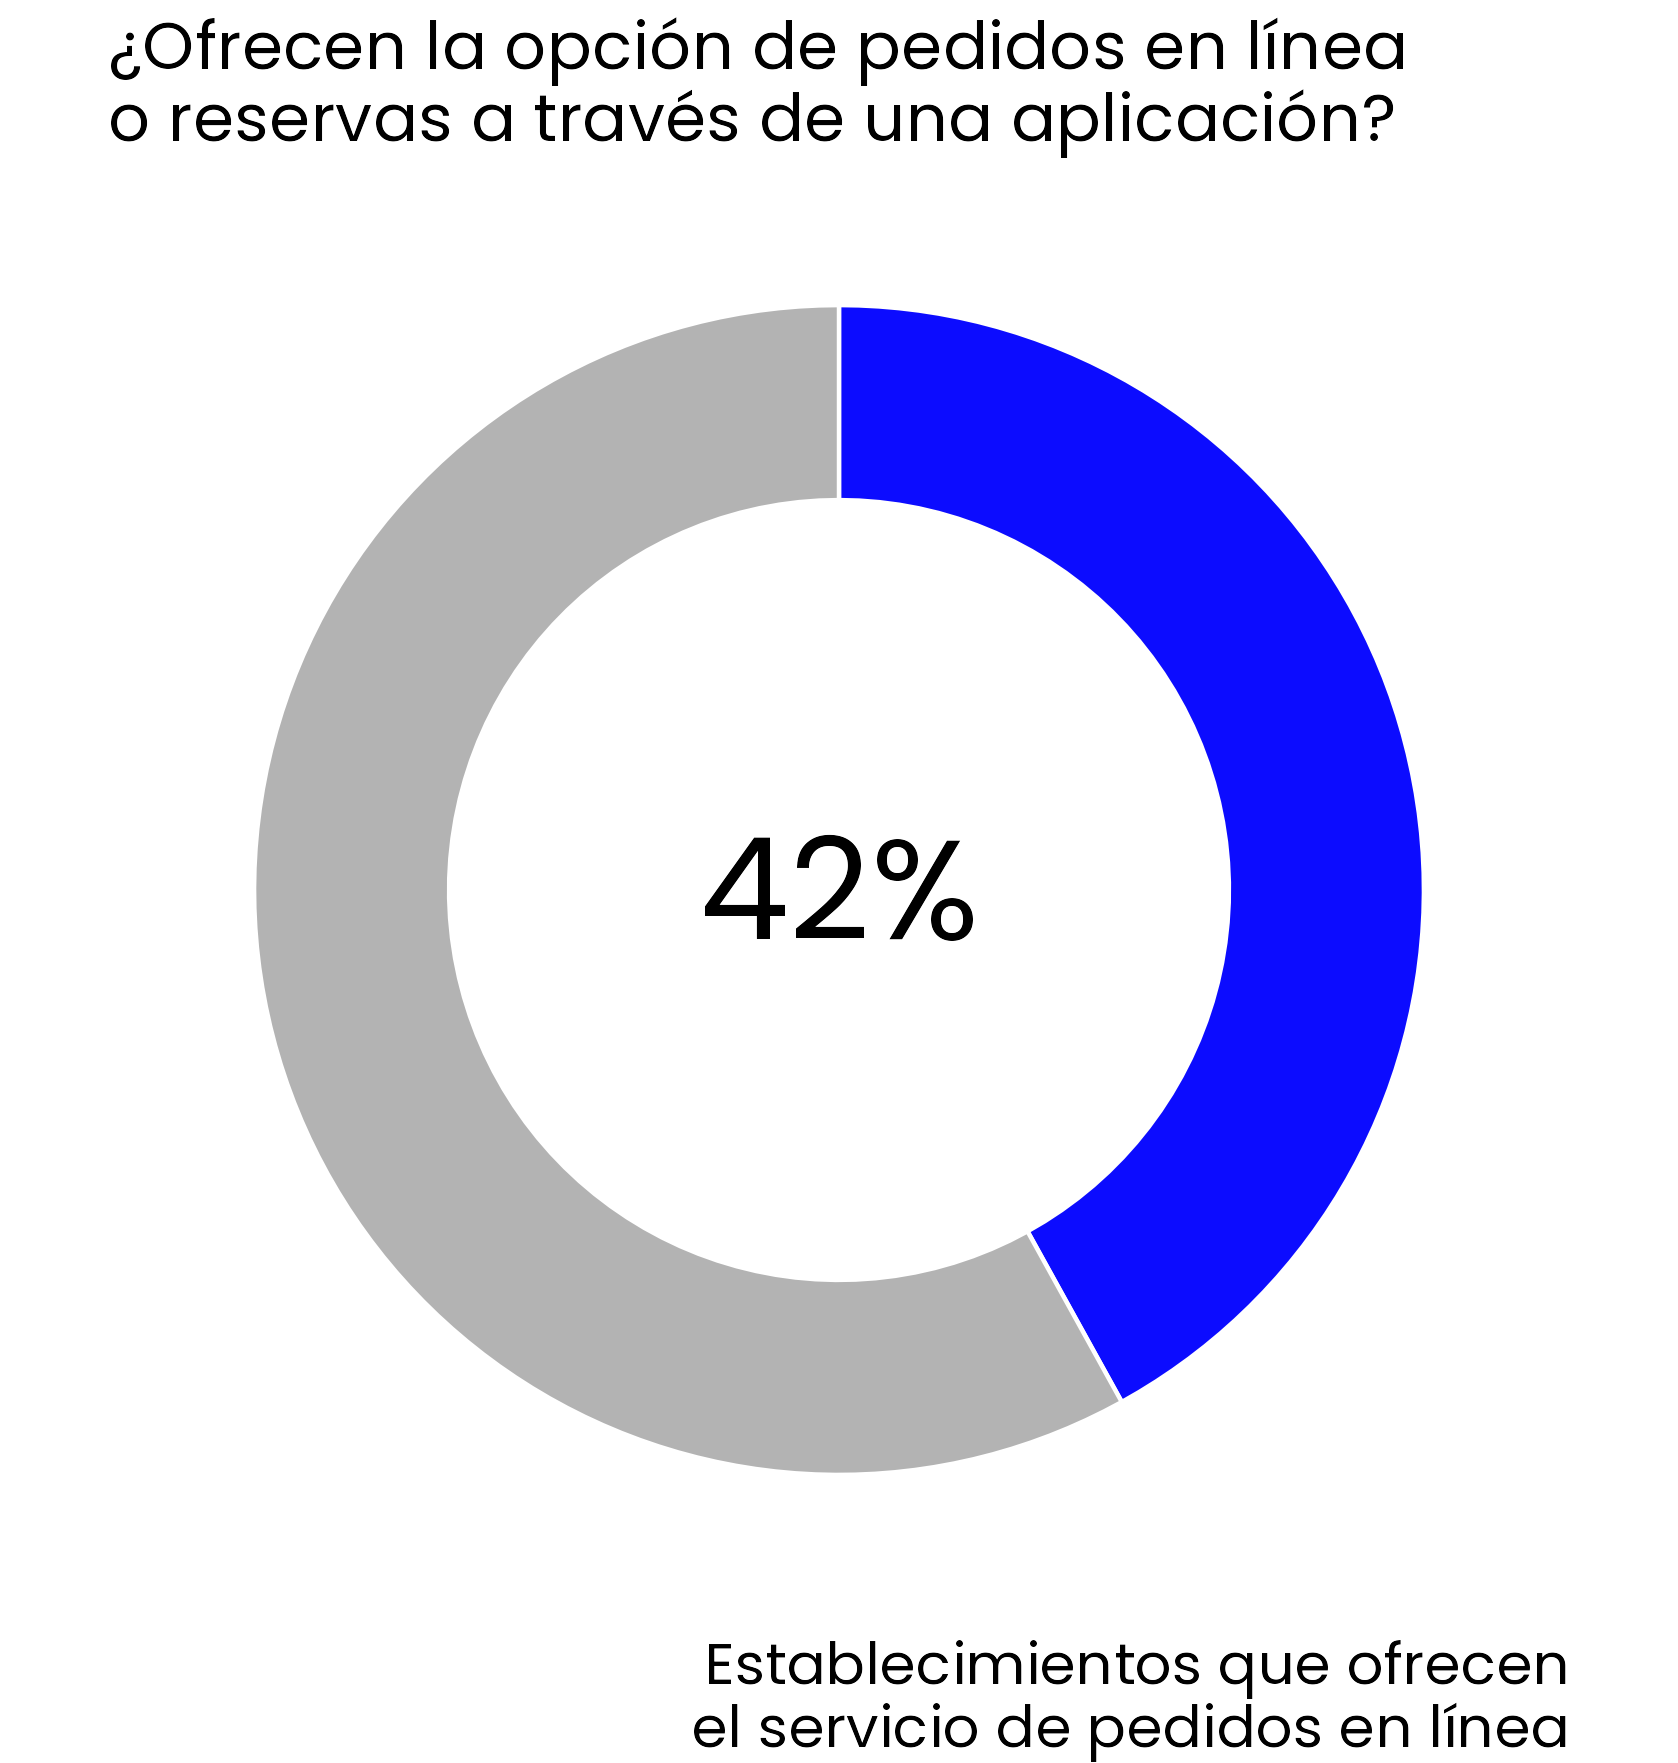 ¿Ofrecen la opción de pedidos en línea
o reservas a través de una aplicación?
42%
Establecimientos que ofrecen
el servicio de pedidos en línea